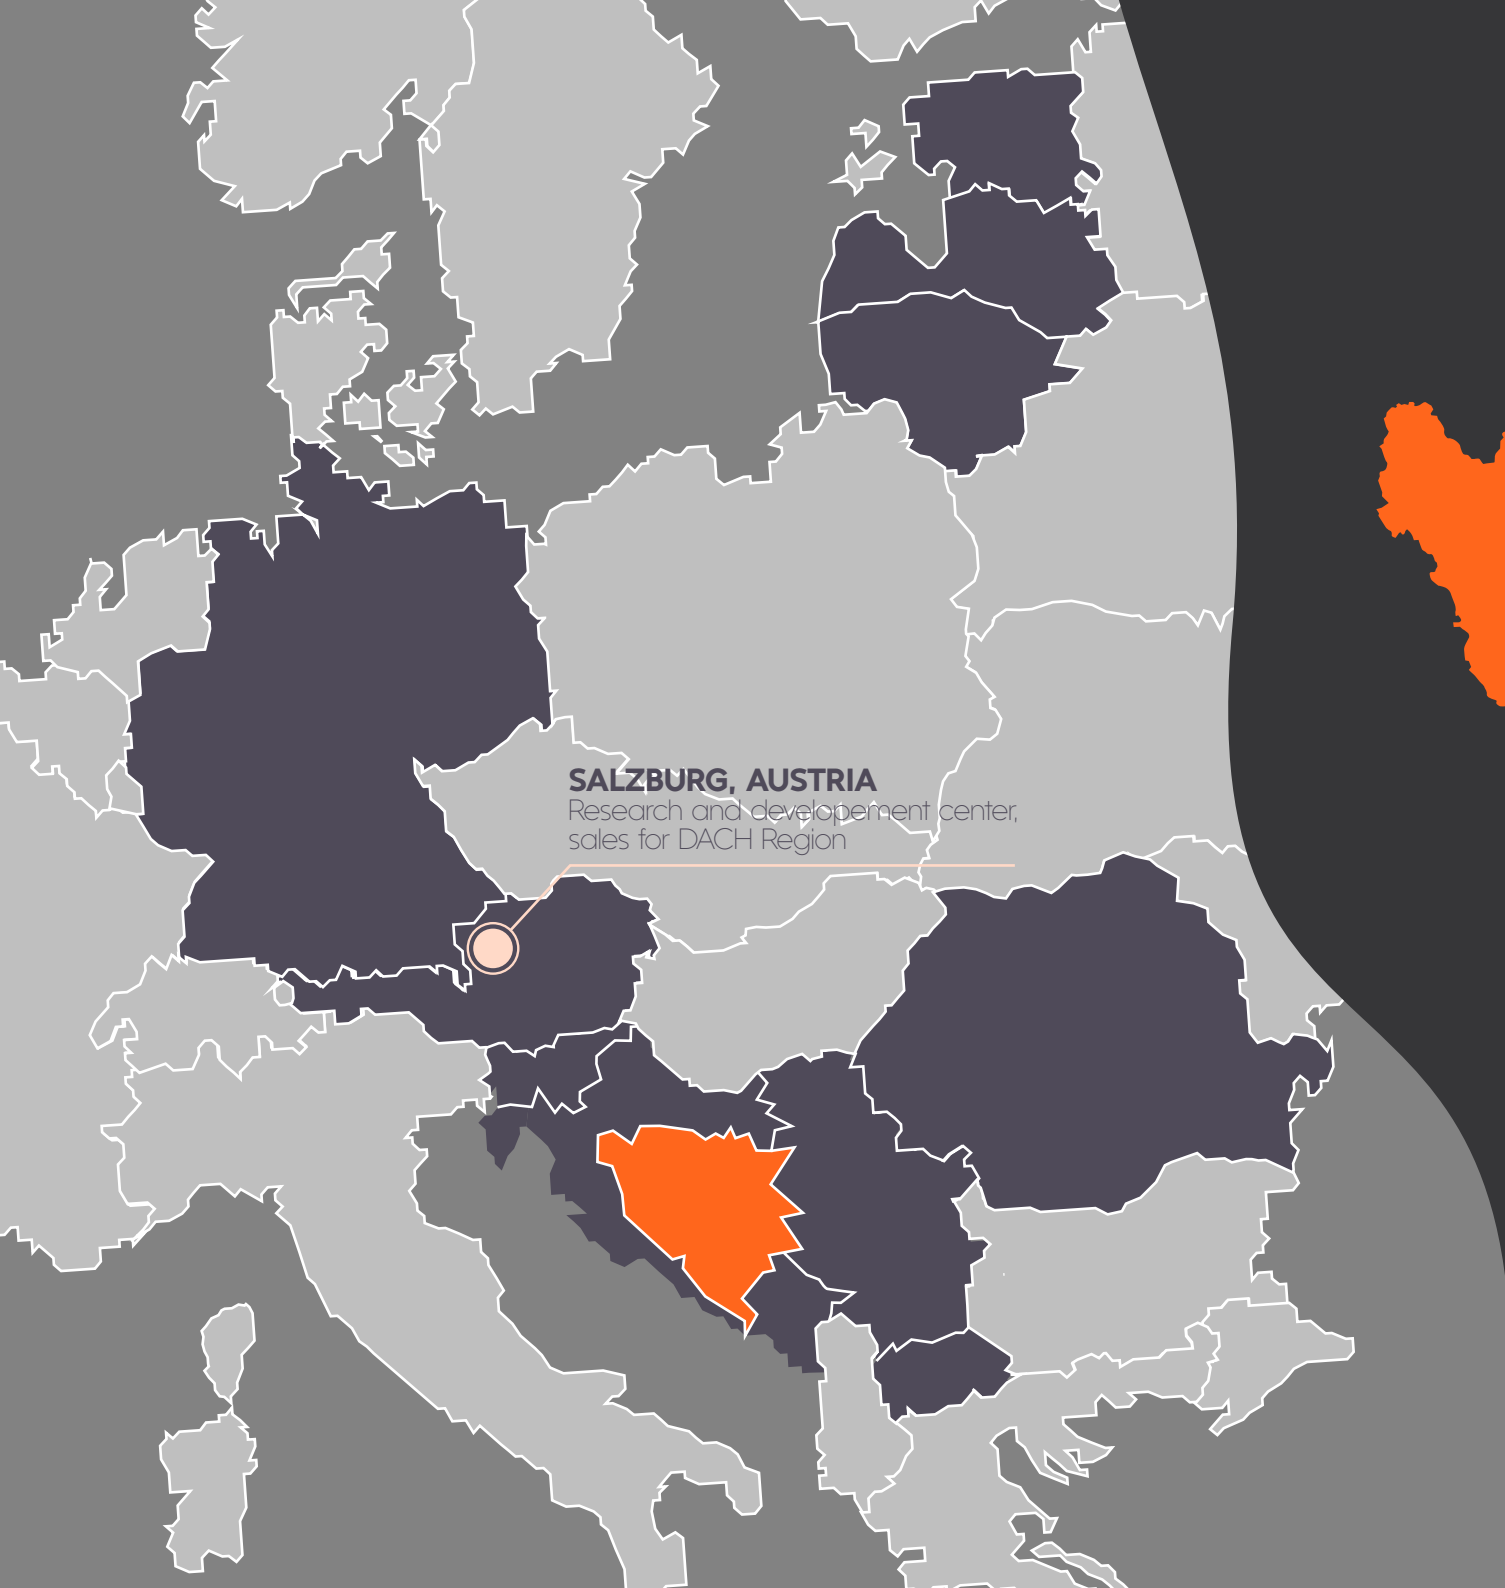 SALZBURG, AUSTRIA
Research and developement center,
sales for DACH Region